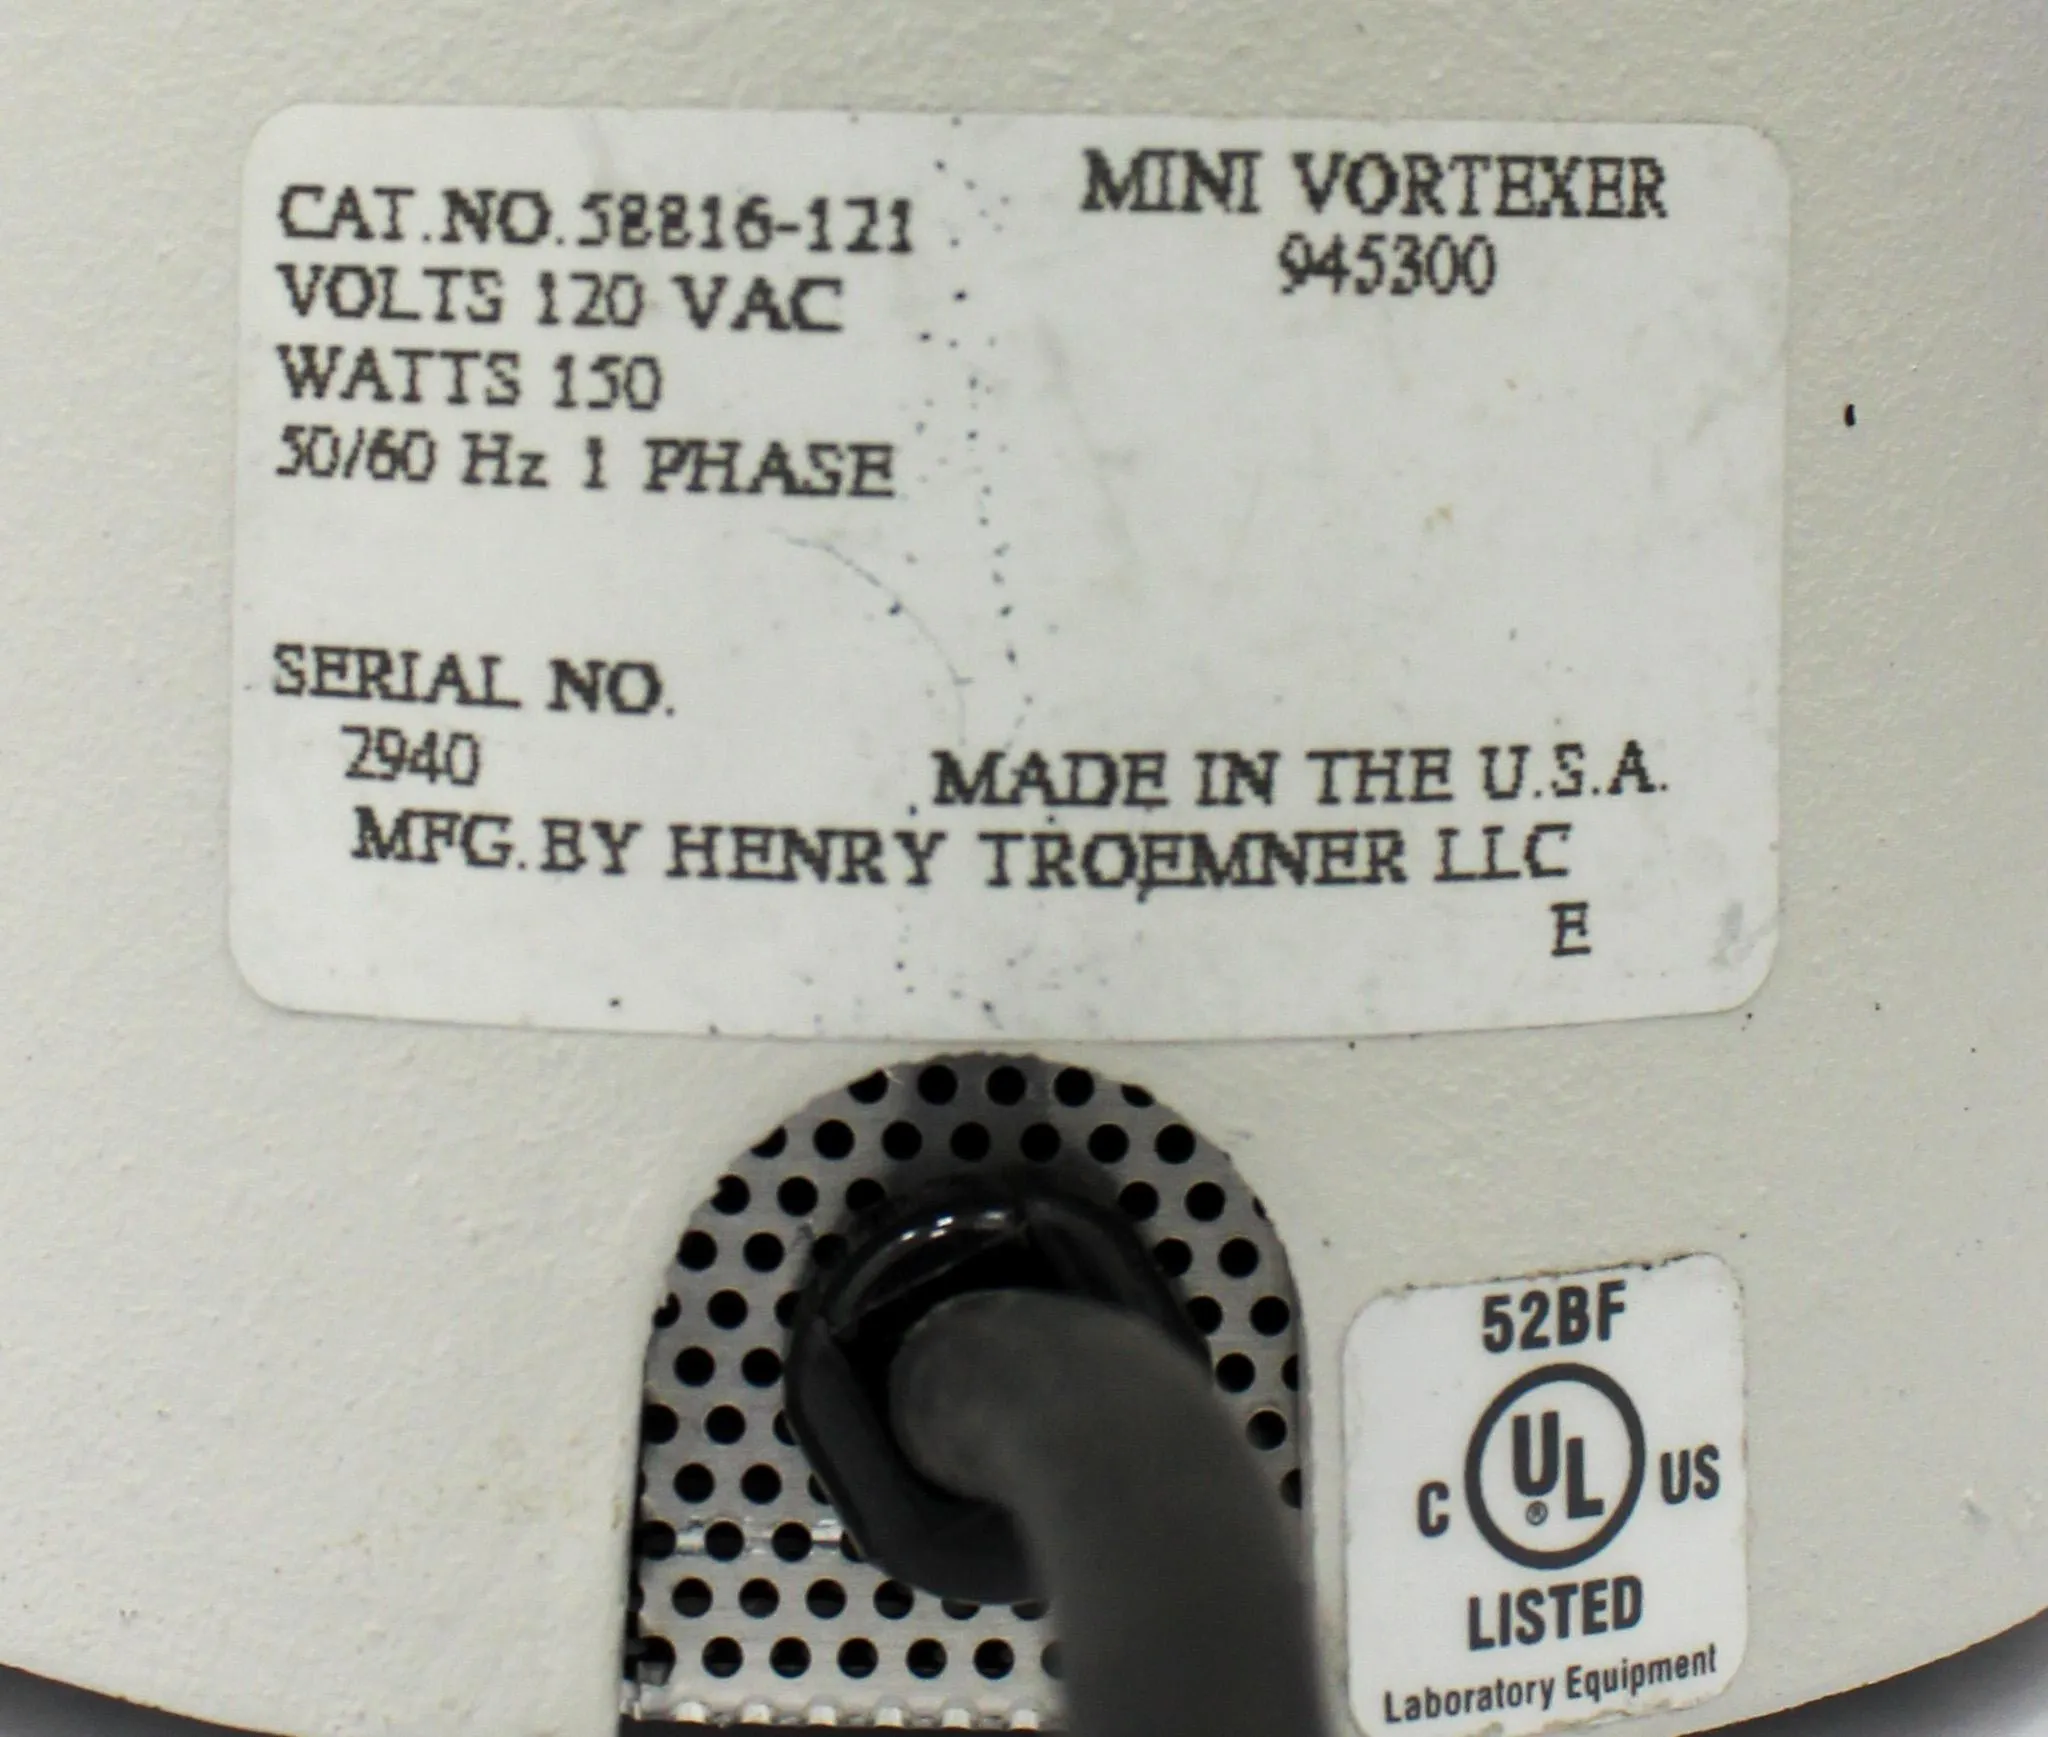 CAT.NO.58816-121
VOLTS 120 VAC
WATTS 150
50/60 Hz 1 PHASE
MINI VORTEXER
945300
SERIAL NO.
2940
MADE IN THE U.S.A.
MFG.BY HENRY TROEMNER LLC
E
52BF
C UL® US
LISTED
Laboratory Equipment